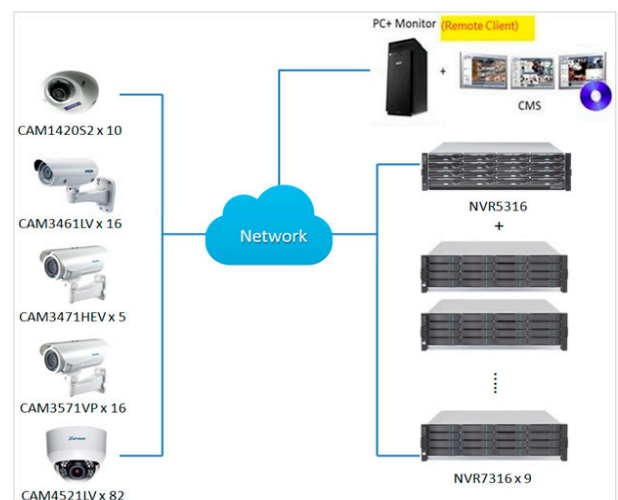 PC+ Monitor (Remote Client)
+
CMS
CAM1420S2 x 10
CAM3461LV x 16
CAM3471HEV x 5
CAM3571VP x 16
CAM4521LV x 82
Network
NVR5316
+
NVR7316 x 9